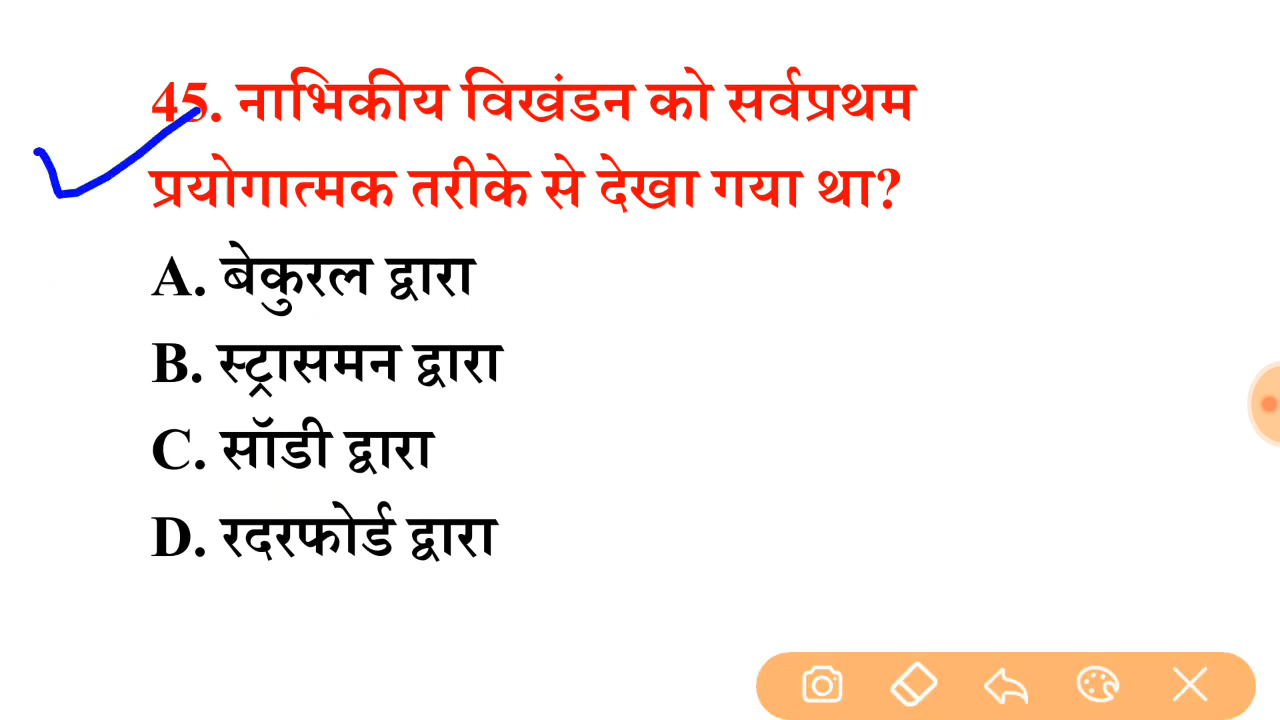 45. नाभिकीय विखंडन को सर्वप्रथम
प्रयोगात्मक तरीके से देखा गया था?
A. बेकुरल द्वारा
B. स्ट्रासमन द्वारा
C. सॉडी द्वारा
D. रदरफोर्ड द्वारा